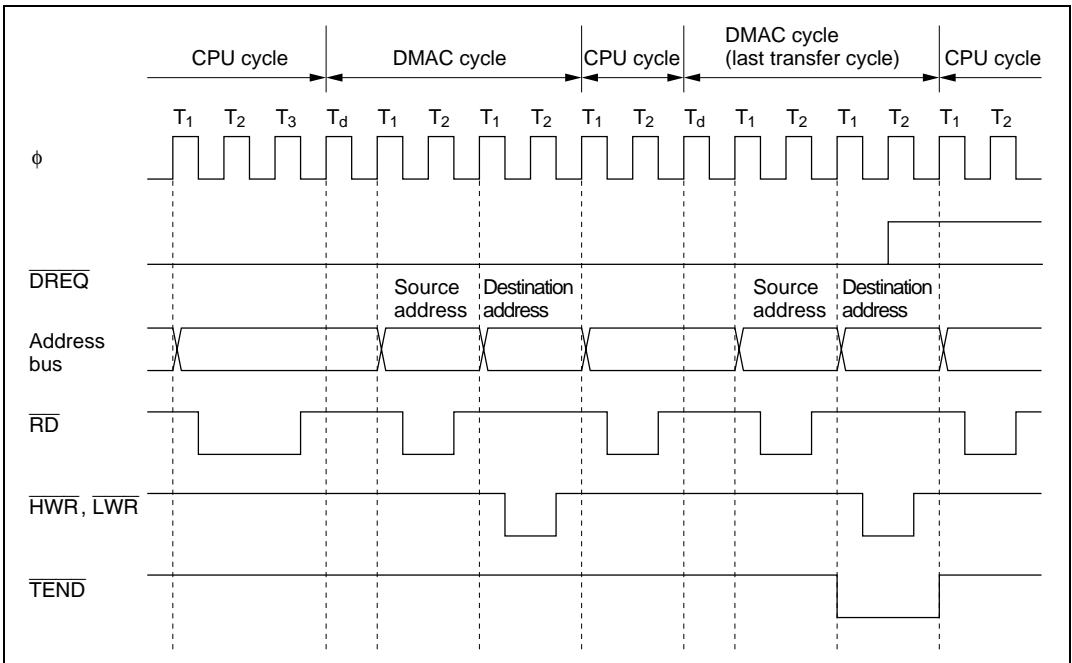 CPU cycle DMAC cycle CPU cycle DMAC cycle (last transfer cycle) CPU cycle
T1 T2 T3 Td T1 T2 T1 T2 T1 T2 Td T1 T2 T1 T2 T1 T2
φ
DREQ
Source address Destination address Source address Destination address
Address bus
RD
HWR, LWR
TEND